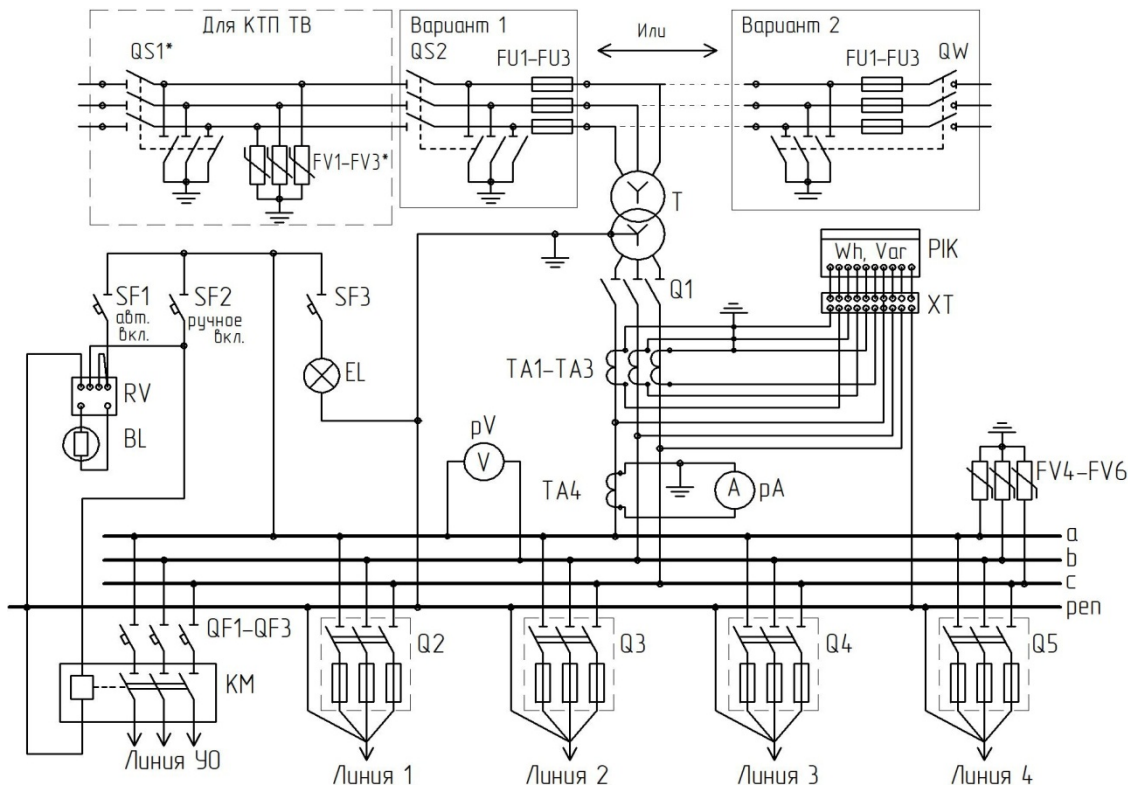 Для КТП ТВ
Вариант 1
Или
Вариант 2
QS1*
QS2
FU1-FU3
FU1-FU3
QW
FV1-FV3*
T
Wh, Var
PIK
XT
SF1
авт.
вкл.
SF2
ручное
вкл.
SF3
Q1
EL
TA1-TA3
RV
BL
pV
V
TA4
A
pA
FV4-FV6
a
b
c
pen
QF1-QF3
Q2
Q3
Q4
Q5
KM
Линия УО
Линия 1
Линия 2
Линия 3
Линия 4